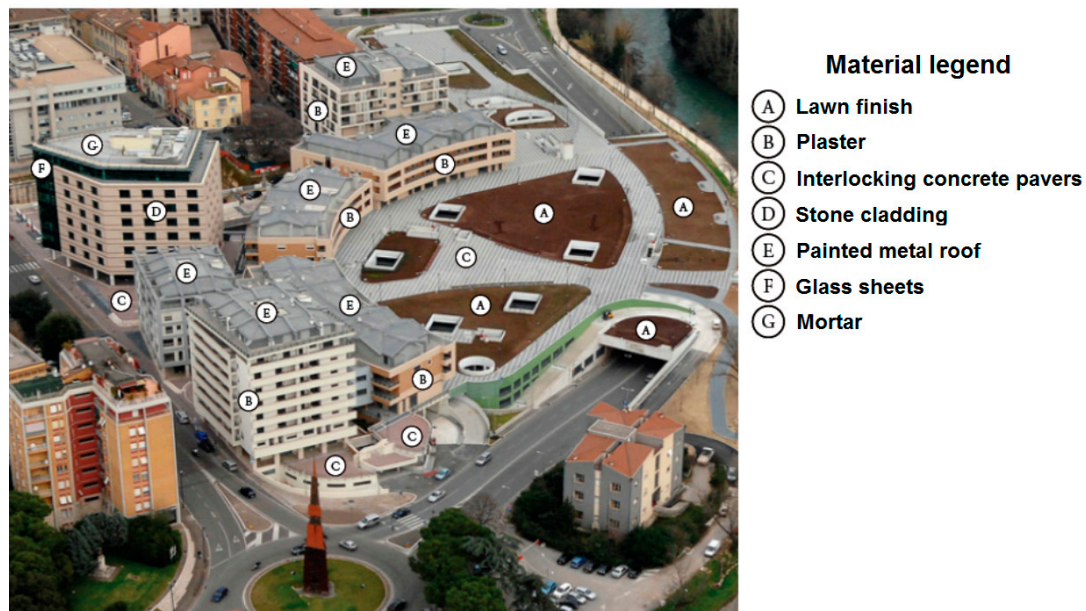 E
B
E
G
B
F
E
D
A
A
B
C
E
C
E
A
E
A
B
B
C
C
Material legend
A Lawn finish
B Plaster
C Interlocking concrete pavers
D Stone cladding
E Painted metal roof
F Glass sheets
G Mortar